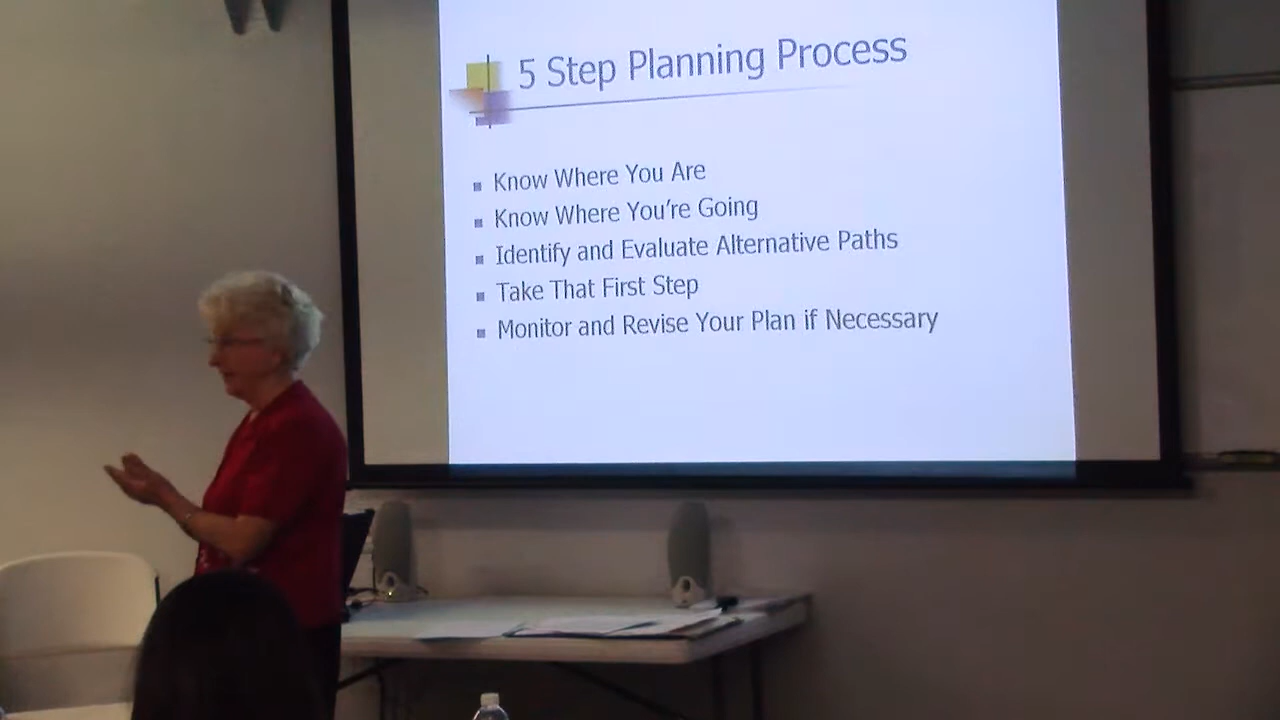 5 Step Planning Process
Know Where You Are
Know Where You're Going
Identify and Evaluate Alternative Paths
Take That First Step
Monitor and Revise Your Plan if Necessary